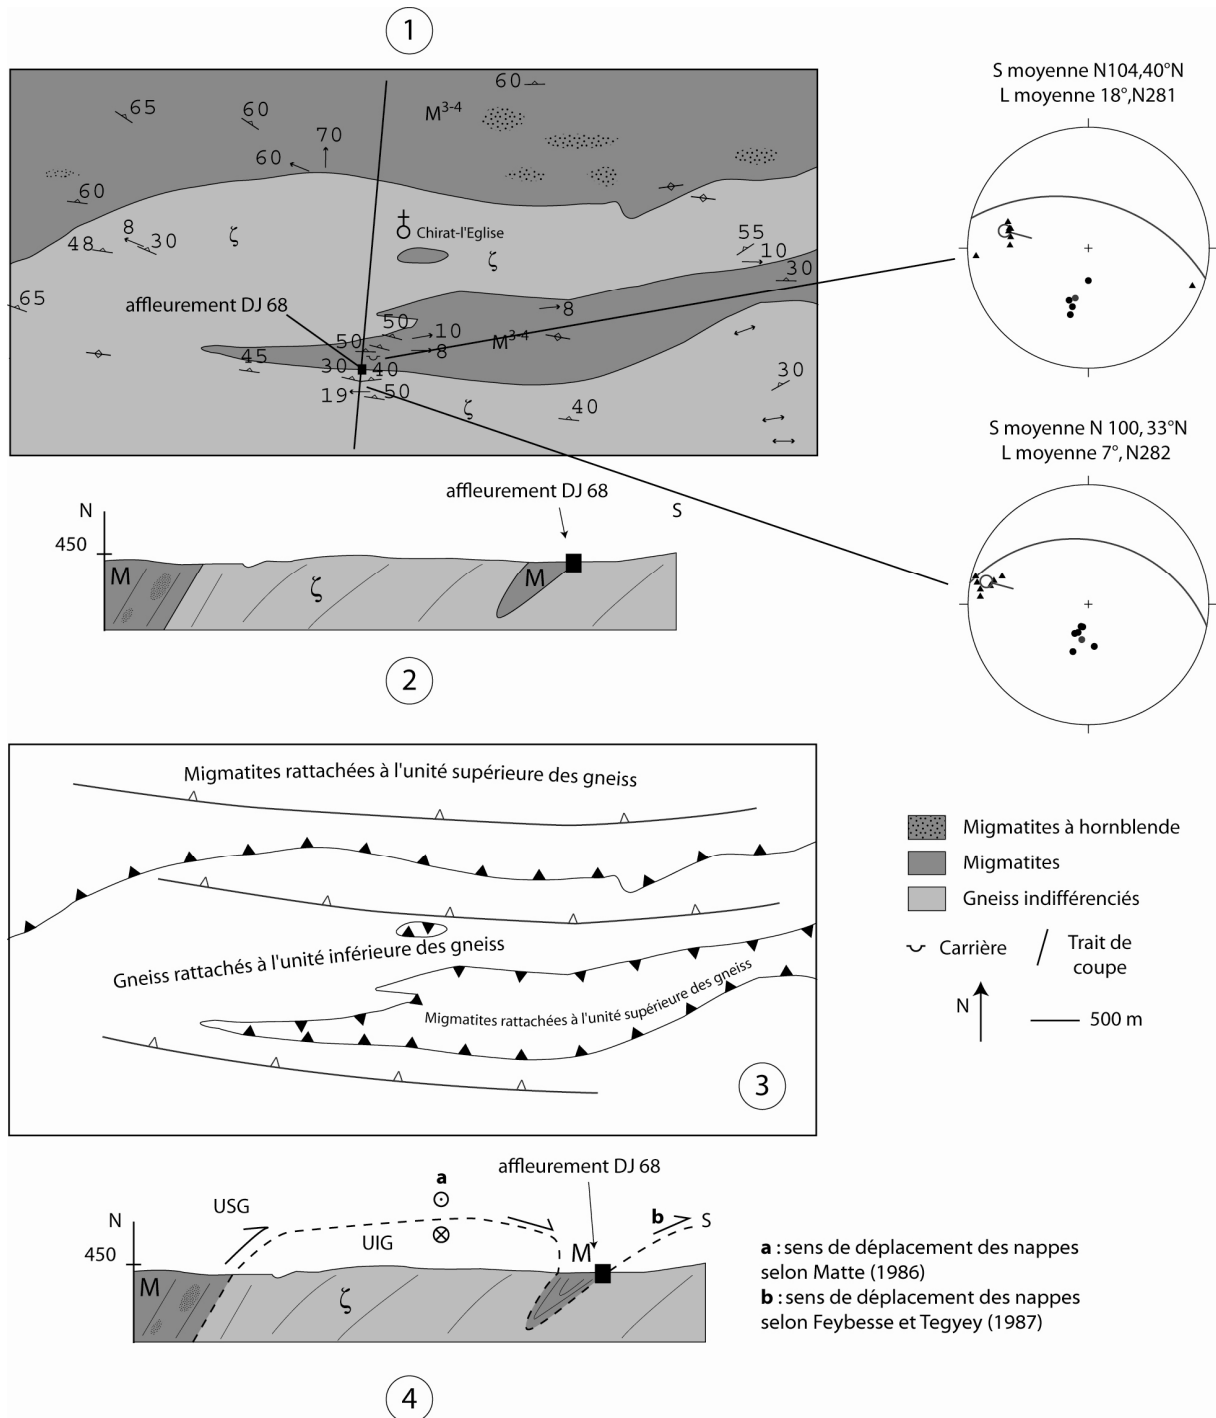 1
S moyenne N104,40°N
L moyenne 18°,N281
60
65
60
M3-4
70
60
60
8
48
30
ζ
Chirat-l'Eglise
ζ
55
10
30
65
affleurement DJ 68
8
50
10
50
M3-4
8
45
30
40
30
19
50
ζ
40
S moyenne N 100, 33°N
L moyenne 7°, N282
affleurement DJ 68
N
S
450
M
ζ
M
2
Migmatites rattachées à l'unité supérieure des gneiss
Gneiss rattachés à l'unité inférieure des gneiss
Migmatites rattachées à l'unité supérieure des gneiss
3
Migmatites à hornblende
Migmatites
Gneiss indifférenciés
Carrière
Trait de
coupe
N
500 m
affleurement DJ 68
a
USG
N
b
S
UIG
M
450
M
ζ
a : sens de déplacement des nappes
selon Matte (1986)
b : sens de déplacement des nappes
selon Feybesse et Tegyey (1987)
4